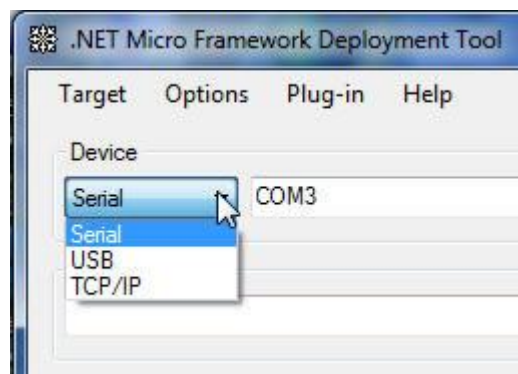 .NET Micro Framework Deployment Tool
Target Options Plug-in Help
Device
Serial COM3
Serial
USB
TCP/IP